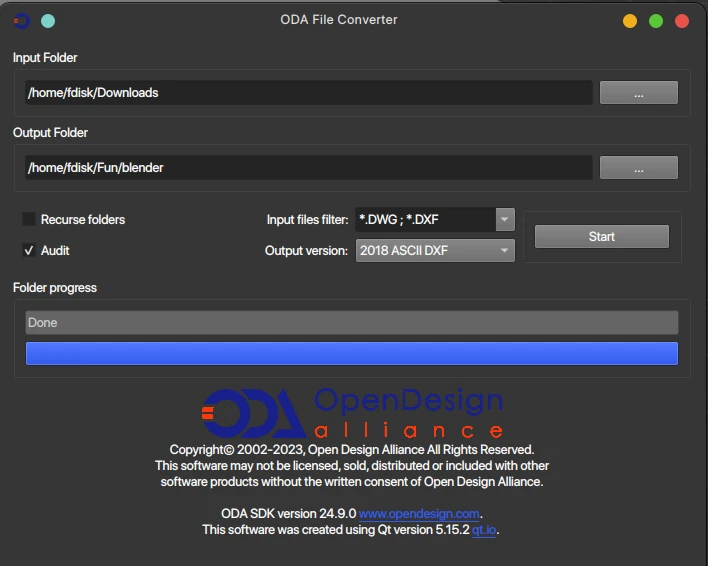 ODA File Converter
Input Folder
/home/fdisk/Downloads
...
Output Folder
/home/fdisk/Fun/blender
...
Recurse folders
Input files filter:
*.DWG ; *.DXF
Start
Audit
Output version:
2018 ASCII DXF
Folder progress
Done
ODA OpenDesign
alliance
Copyright© 2002-2023, Open Design Alliance All Rights Reserved.
This software may not be licensed, sold, distributed or included with other
software products without the written consent of Open Design Alliance.
ODA SDK version 24.9.0 www.opendesign.com.
This software was created using Qt version 5.15.2 qt.io.